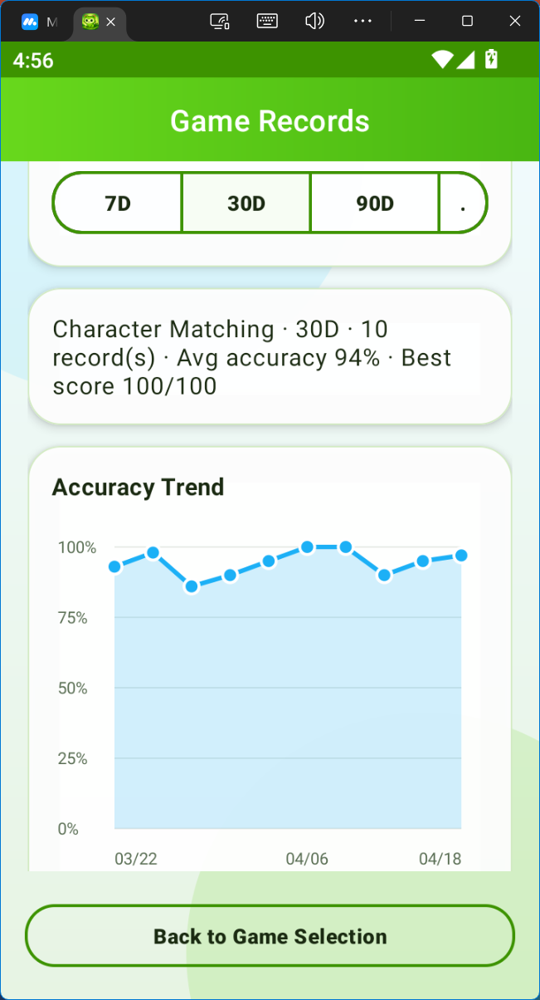 M
4:56
Game Records
7D
30D
90D
.
Character Matching · 30D · 10
record(s) · Avg accuracy 94% · Best
score 100/100
Accuracy Trend
100%
75%
50%
25%
0%
03/22
04/06
04/18
Back to Game Selection